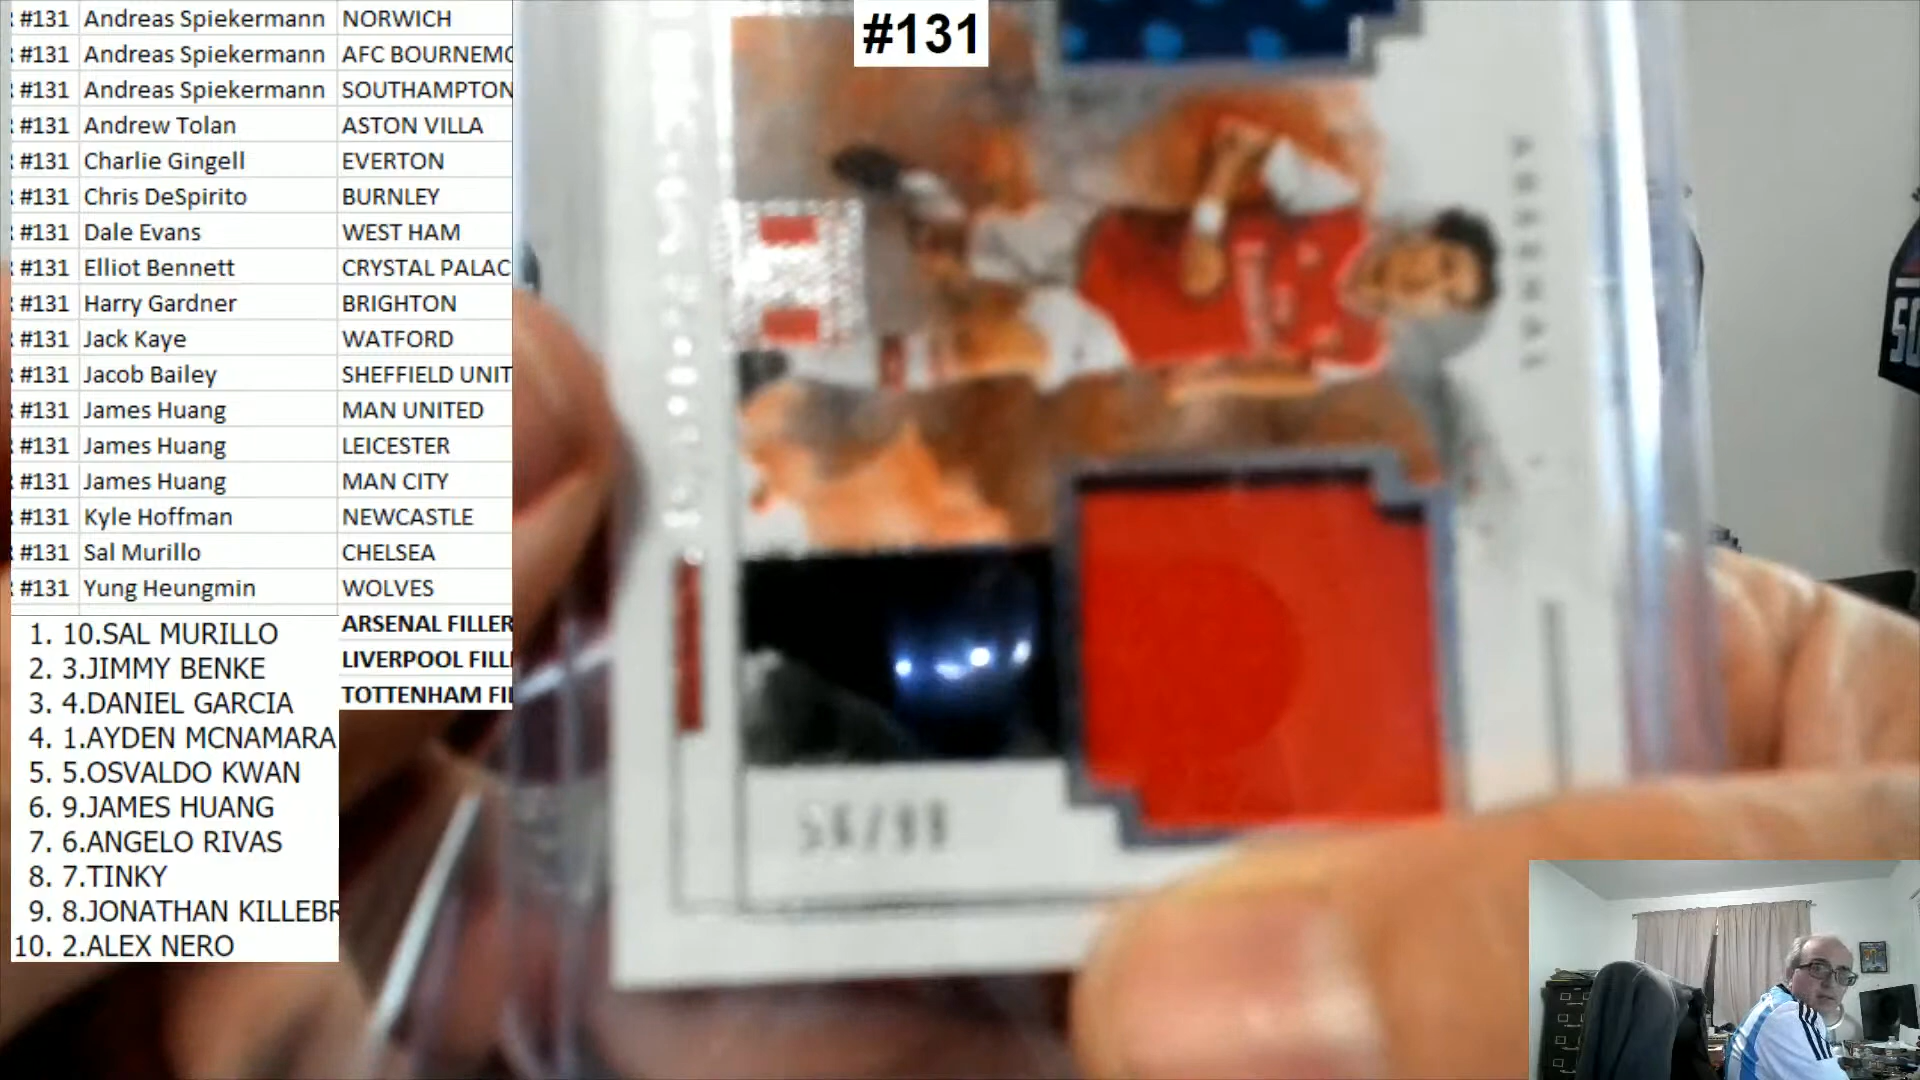 #131
#131 Andreas Spiekermann NORWICH
#131 Andreas Spiekermann AFC BOURNEMO
#131 Andreas Spiekermann SOUTHAMPTON
#131 Andrew Tolan ASTON VILLA
#131 Charlie Gingell EVERTON
#131 Chris DeSpirito BURNLEY
#131 Dale Evans WEST HAM
#131 Elliot Bennett CRYSTAL PALAC
#131 Harry Gardner BRIGHTON
#131 Jack Kaye WATFORD
#131 Jacob Bailey SHEFFIELD UNIT
#131 James Huang MAN UNITED
#131 James Huang LEICESTER
#131 James Huang MAN CITY
#131 Kyle Hoffman NEWCASTLE
#131 Sal Murillo CHELSEA
#131 Yung Heungmin WOLVES
ARSENAL FILLER
LIVERPOOL FILL
TOTTENHAM FIL
1. 10.SAL MURILLO
2. 3.JIMMY BENKE
3. 4.DANIEL GARCIA
4. 1.AYDEN MCNAMARA
5. 5.OSVALDO KWAN
6. 9.JAMES HUANG
7. 6.ANGELO RIVAS
8. 7.TINKY
9. 8.JONATHAN KILLEBR
10. 2.ALEX NERO
ARSENAL